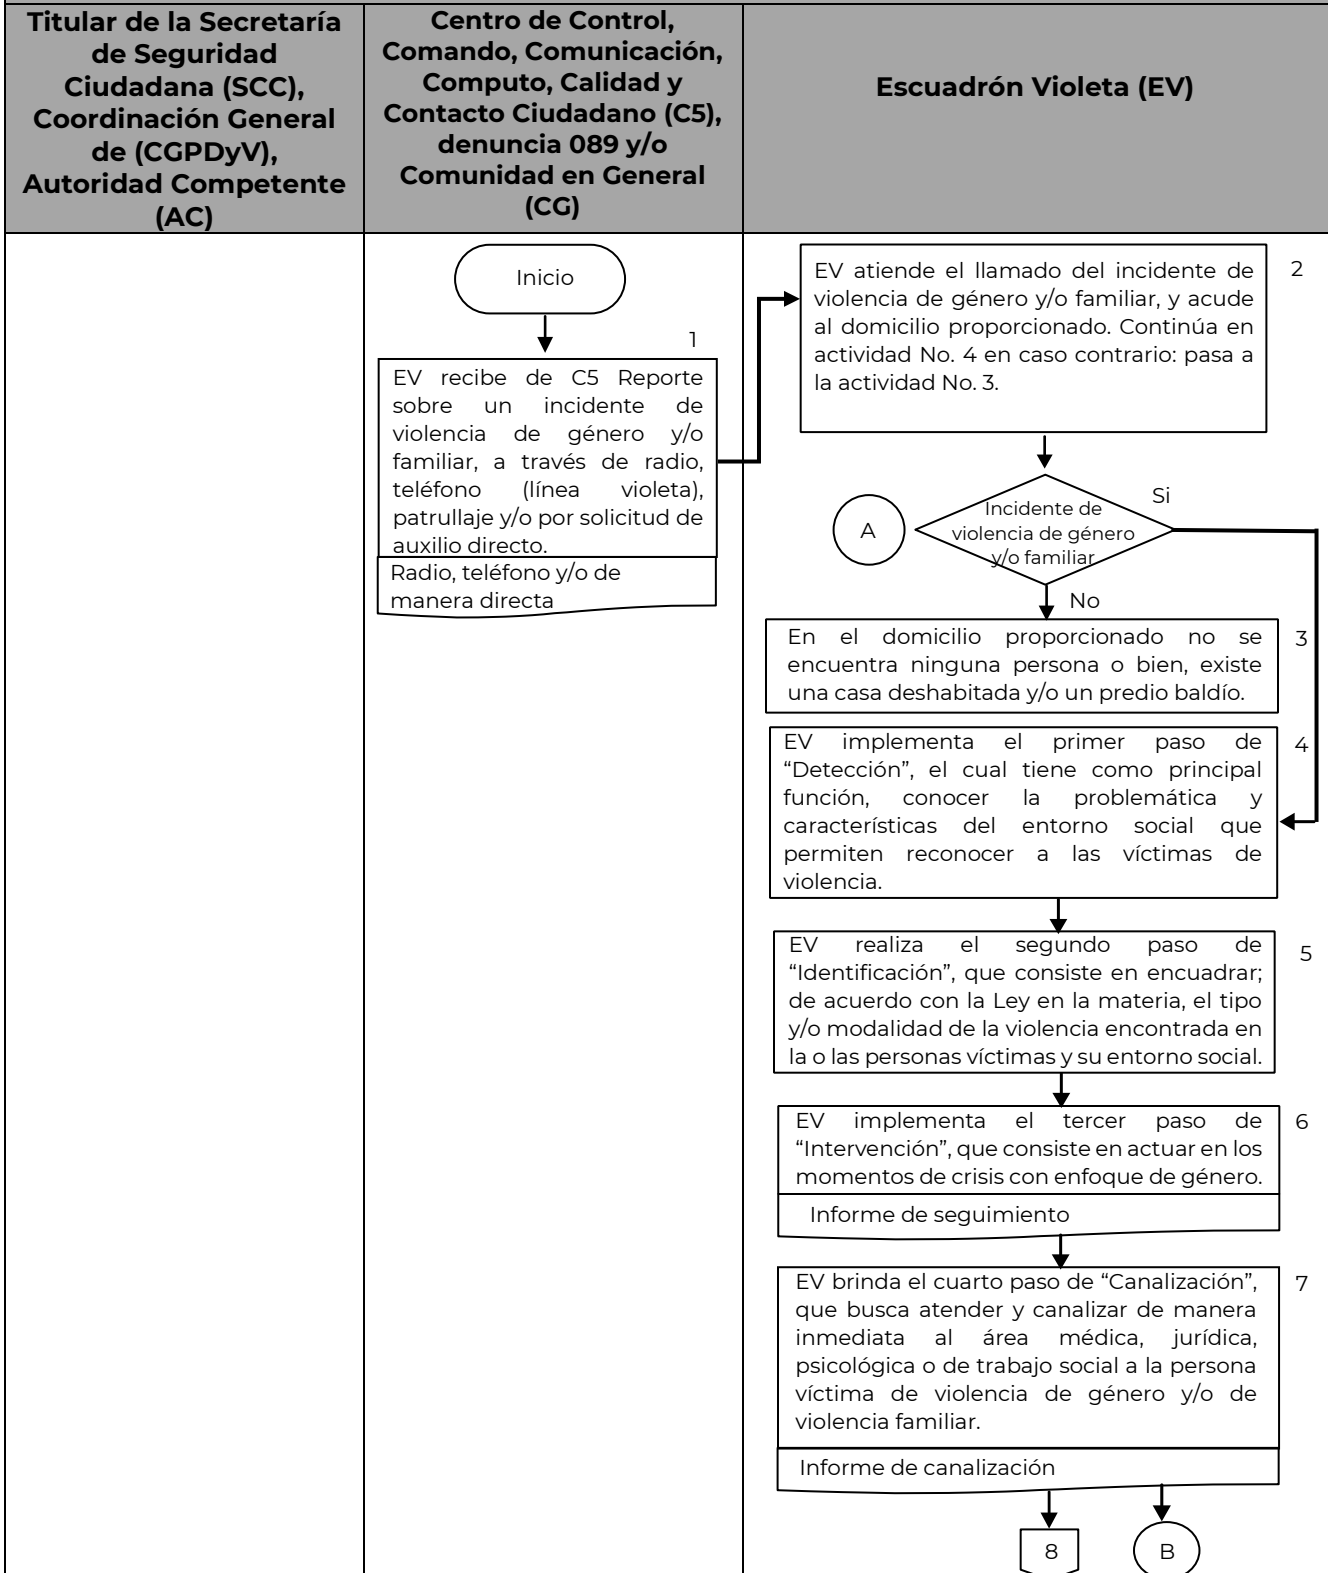 Titular de la Secretaría
de Seguridad
Ciudadana (SCC),
Coordinación General
de (CGPDyV),
Autoridad Competente
(AC)
Centro de Control,
Comando, Comunicación,
Computo, Calidad y
Contacto Ciudadano (C5),
denuncia 089 y/o
Comunidad en General
(CG)
Escuadrón Violeta (EV)
Inicio
1
EV recibe de C5 Reporte
sobre un incidente de
violencia de género y/o
familiar, a través de radio,
teléfono (línea violeta),
patrullaje y/o por solicitud de
auxilio directo.
Radio, teléfono y/o de
manera directa
2
EV atiende el llamado del incidente de
violencia de género y/o familiar, y acude
al domicilio proporcionado. Continúa en
actividad No. 4 en caso contrario: pasa a
la actividad No. 3.
A
Incidente de
violencia de género
y/o familiar
Si
No
3
En el domicilio proporcionado no se
encuentra ninguna persona o bien, existe
una casa deshabitada y/o un predio baldío.
4
EV implementa el primer paso de
“Detección”, el cual tiene como principal
función, conocer la problemática y
características del entorno social que
permiten reconocer a las víctimas de
violencia.
5
EV realiza el segundo paso de
“Identificación”, que consiste en encuadrar;
de acuerdo con la Ley en la materia, el tipo
y/o modalidad de la violencia encontrada en
la o las personas víctimas y su entorno social.
6
EV implementa el tercer paso de
“Intervención”, que consiste en actuar en los
momentos de crisis con enfoque de género.
Informe de seguimiento
7
EV brinda el cuarto paso de “Canalización”,
que busca atender y canalizar de manera
inmediata al área médica, jurídica,
psicológica o de trabajo social a la persona
víctima de violencia de género y/o de
violencia familiar.
Informe de canalización
8
B